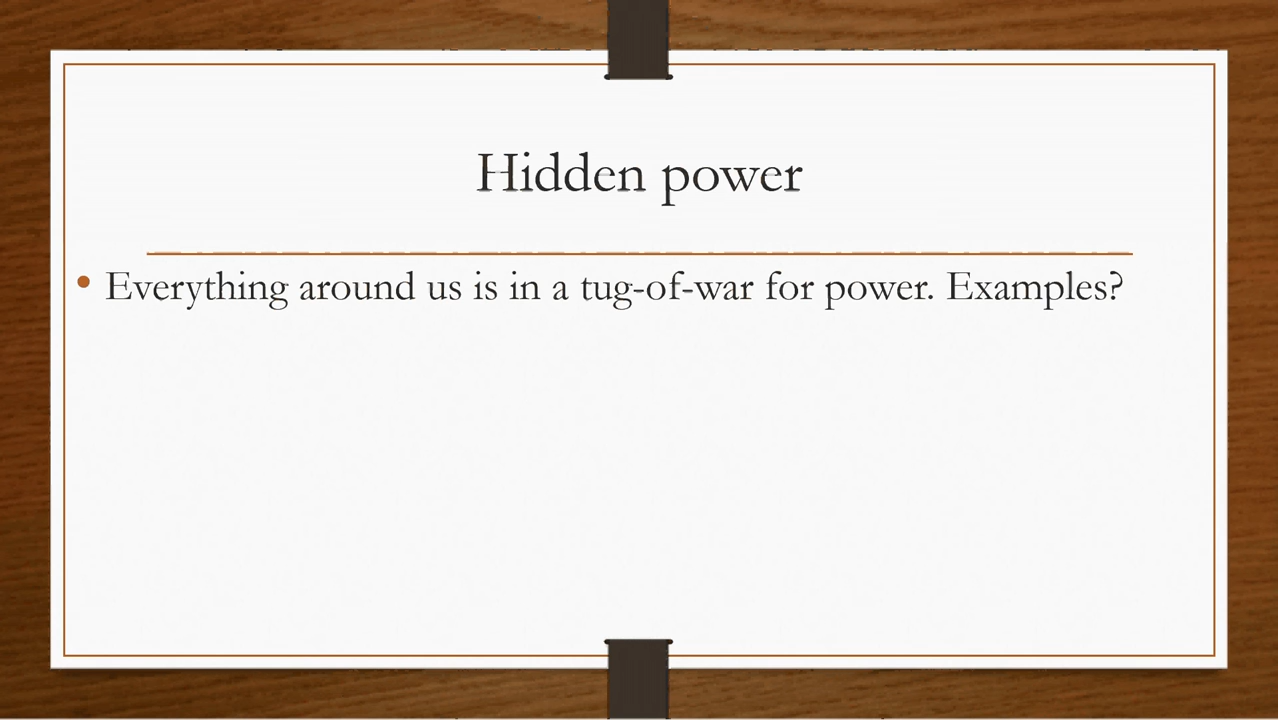 Hidden power
• Everything around us is in a tug-of-war for power. Examples?